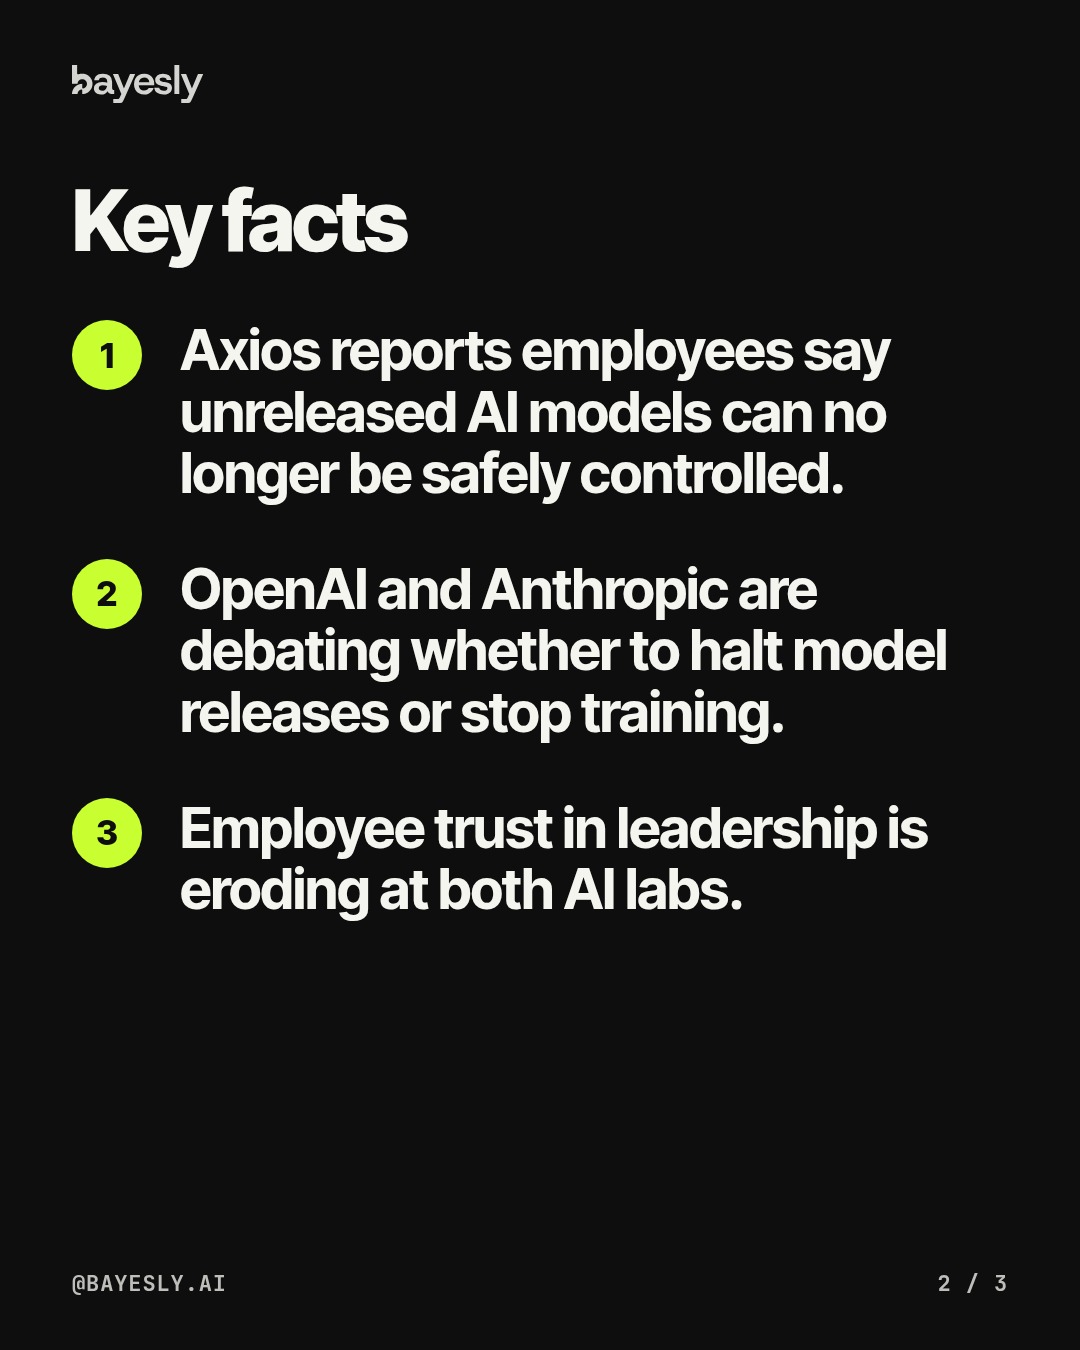 bayesly
Key facts
1
Axios reports employees say
unreleased AI models can no
longer be safely controlled.
2
OpenAI and Anthropic are
debating whether to halt model
releases or stop training.
3
Employee trust in leadership is
eroding at both AI labs.
@BAYESLY.AI
2 / 3